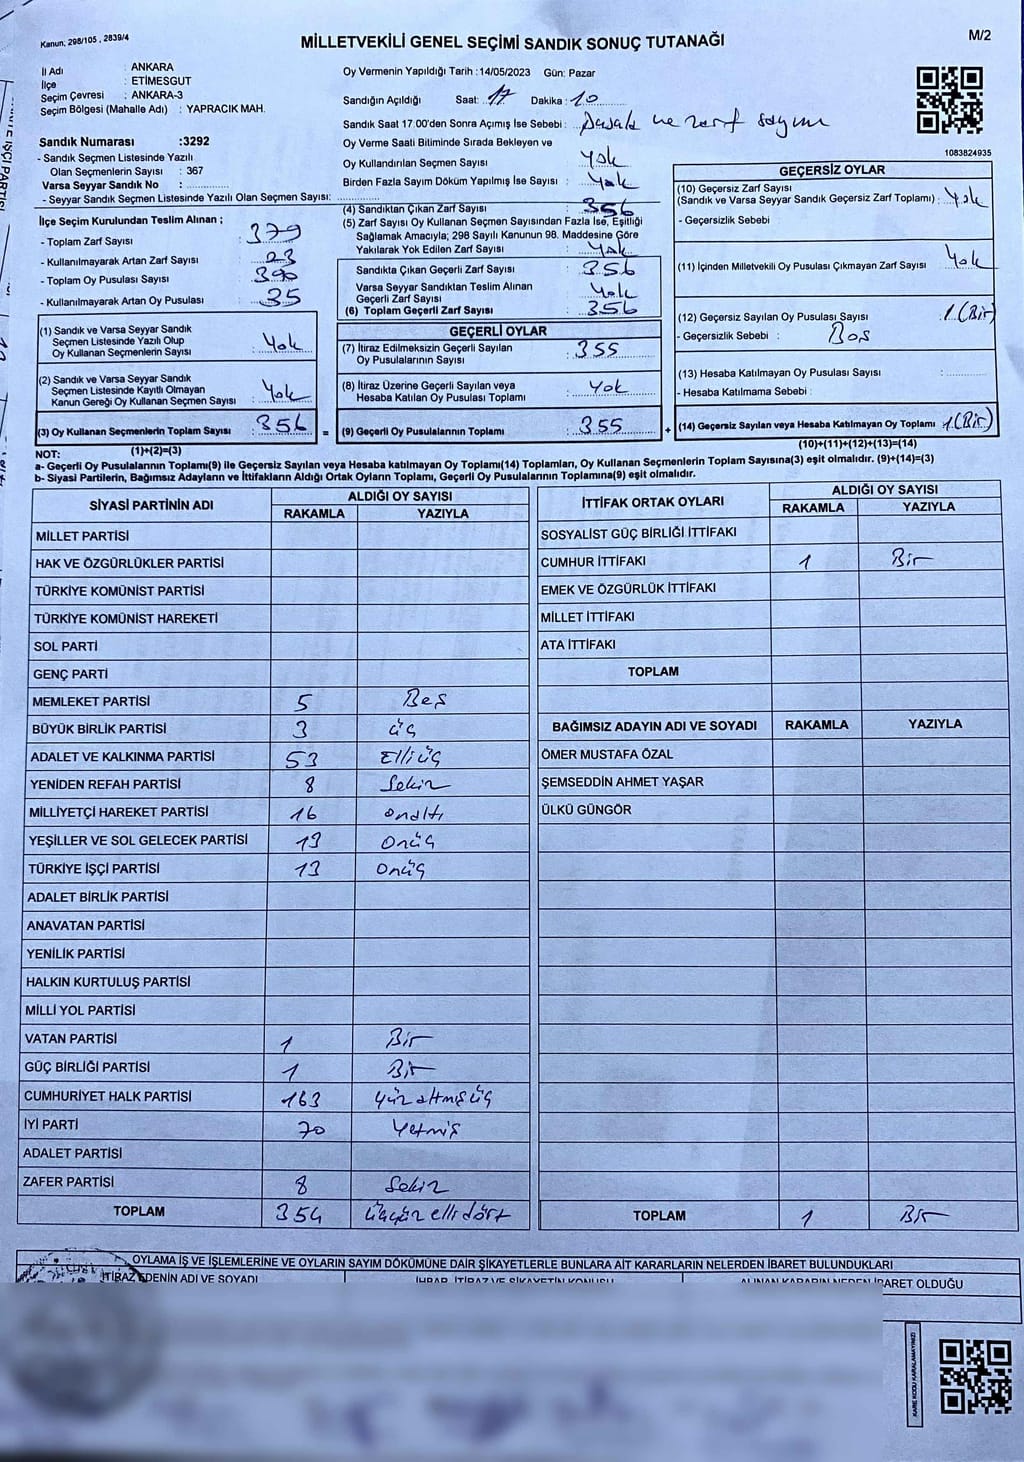 Kanun, 298/105 , 2839/4
MİLLETVEKİLİ GENEL SEÇİMİ SANDIK SONUÇ TUTANAĞI
M/2
İl Adı : ANKARA
İlçe : ETİMESGUT
Seçim Çevresi : ANKARA-3
Seçim Bölgesi (Mahalle Adı) : YAPRACIK MAH.
Sandık Numarası :3292
- Sandık Seçmen Listesinde Yazılı
Olan Seçmenlerin Sayısı : 367
Varsa Seyyar Sandık No :
- Seyyar Sandık Seçmen Listesinde Yazılı Olan Seçmen Sayısı:
Oy Vermenin Yapıldığı Tarih :14/05/2023 Gün: Pazar
Sandığın Açıldığı Saat: 17 Dakika : 10
Sandık Saat 17.00'den Sonra Açımış İse Sebebi : Pusula ve zarf sayımı
Oy Verme Saati Bitiminde Sırada Bekleyen ve
Oy Kullandırılan Seçmen Sayısı : Yok
Birden Fazla Sayım Döküm Yapılmış İse Sayısı : Yok
1083824935
İlçe Seçim Kurulundan Teslim Alınan ;
- Toplam Zarf Sayısı : 379
- Kullanılmayarak Artan Zarf Sayısı : 23
- Toplam Oy Pusulası Sayısı : 390
- Kullanılmayarak Artan Oy Pusulası : 35
(1) Sandık ve Varsa Seyyar Sandık
Seçmen Listesinde Yazılı Olup
Oy Kullanan Seçmenlerin Sayısı : Yok
(2) Sandık ve Varsa Seyyar Sandık
Seçmen Listesinde Kayıtlı Olmayan
Kanun Gereği Oy Kullanan Seçmen Sayısı : Yok
(3) Oy Kullanan Seçmenlerin Toplam Sayısı : 356 =
(1)+(2)=(3)
(4) Sandıktan Çıkan Zarf Sayısı : 356
(5) Zarf Sayısı Oy Kullanan Seçmen Sayısından Fazla İse, Eşitliği
Sağlamak Amacıyla; 298 Sayılı Kanunun 98. Maddesine Göre
Yakılarak Yok Edilen Zarf Sayısı : Yok
Sandıkta Çıkan Geçerli Zarf Sayısı : 356
Varsa Seyyar Sandıktan Teslim Alınan
Geçerli Zarf Sayısı : Yok
(6) Toplam Geçerli Zarf Sayısı : 356
GEÇERLİ OYLAR
(7) İtiraz Edilmeksizin Geçerli Sayılan
Oy Pusulalarının Sayısı : 355
(8) İtiraz Üzerine Geçerli Sayılan veya
Hesaba Katılan Oy Pusulası Toplamı : Yok
(9) Geçerli Oy Pusulalarının Toplamı : 355 +
GEÇERSİZ OYLAR
(10) Geçersiz Zarf Sayısı
(Sandık ve Varsa Seyyar Sandık Geçersiz Zarf Toplamı) : Yok
- Geçersizlik Sebebi :
(11) İçinden Milletvekili Oy Pusulası Çıkmayan Zarf Sayısı : Yok
(12) Geçersiz Sayılan Oy Pusulası Sayısı : 1 (Bir)
- Geçersizlik Sebebi : Boş
(13) Hesaba Katılmayan Oy Pusulası Sayısı :
- Hesaba Katılmama Sebebi :
(14) Geçersiz Sayılan veya Hesaba Katılmayan Oy Toplamı : 1 (Bir)
(10)+(11)+(12)+(13)=(14)
NOT:
a- Geçerli Oy Pusulalarının Toplamı(9) ile Geçersiz Sayılan veya Hesaba katılmayan Oy Toplamı(14) Toplamları, Oy Kullanan Seçmenlerin Toplam Sayısına(3) eşit olmalıdır. (9)+(14)=(3)
b- Siyasi Partilerin, Bağımsız Adayların ve İttifakların Aldığı Ortak Oyların Toplamı, Geçerli Oy Pusulalarının Toplamına(9) eşit olmalıdır.
SİYASİ PARTİNİN ADI ALDIĞI OY SAYISI
RAKAMLA YAZIYLA
MİLLET PARTİSİ
HAK VE ÖZGÜRLÜKLER PARTİSİ
TÜRKİYE KOMÜNİST PARTİSİ
TÜRKİYE KOMÜNİST HAREKETİ
SOL PARTİ
GENÇ PARTİ
MEMLEKET PARTİSİ 5 Beş
BÜYÜK BİRLİK PARTİSİ 3 üç
ADALET VE KALKINMA PARTİSİ 53 Elliüç
YENİDEN REFAH PARTİSİ 8 Sekiz
MİLLİYETÇİ HAREKET PARTİSİ 16 onaltı
YEŞİLLER VE SOL GELECEK PARTİSİ 13 Onüç
TÜRKİYE İŞÇİ PARTİSİ 13 onüç
ADALET BİRLİK PARTİSİ
ANAVATAN PARTİSİ
YENİLİK PARTİSİ
HALKIN KURTULUŞ PARTİSİ
MİLLİ YOL PARTİSİ
VATAN PARTİSİ 1 Bir
GÜÇ BİRLİĞİ PARTİSİ 1 Bir
CUMHURİYET HALK PARTİSİ 163 yüzaltmışüç
İYİ PARTİ 70 Yetmiş
ADALET PARTİSİ
ZAFER PARTİSİ 8 Sekiz
TOPLAM 354 üçyüzellidört
İTTİFAK ORTAK OYLARI ALDIĞI OY SAYISI
RAKAMLA YAZIYLA
SOSYALİST GÜÇ BİRLİĞİ İTTİFAKI
CUMHUR İTTİFAKI 1 Bir
EMEK VE ÖZGÜRLÜK İTTİFAKI
MİLLET İTTİFAKI
ATA İTTİFAKI
TOPLAM
BAĞIMSIZ ADAYIN ADI VE SOYADI RAKAMLA YAZIYLA
ÖMER MUSTAFA ÖZAL
ŞEMSEDDİN AHMET YAŞAR
ÜLKÜ GÜNGÖR
TOPLAM 1 Bir
OYLAMA İŞ VE İŞLEMLERİNE VE OYLARIN SAYIM DÖKÜMÜNE DAİR ŞİKAYETLERLE BUNLARA AİT KARARLARIN NELERDEN İBARET BULUNDUKLARI
İTİRAZ EDENİN ADI VE SOYADI İHBAR, İTİRAZ VE ŞİKAYETİN KONUSU ALINAN KARARIN NEDEN İBARET OLDUĞU
KARE KODU KARALAMAYINIZ!